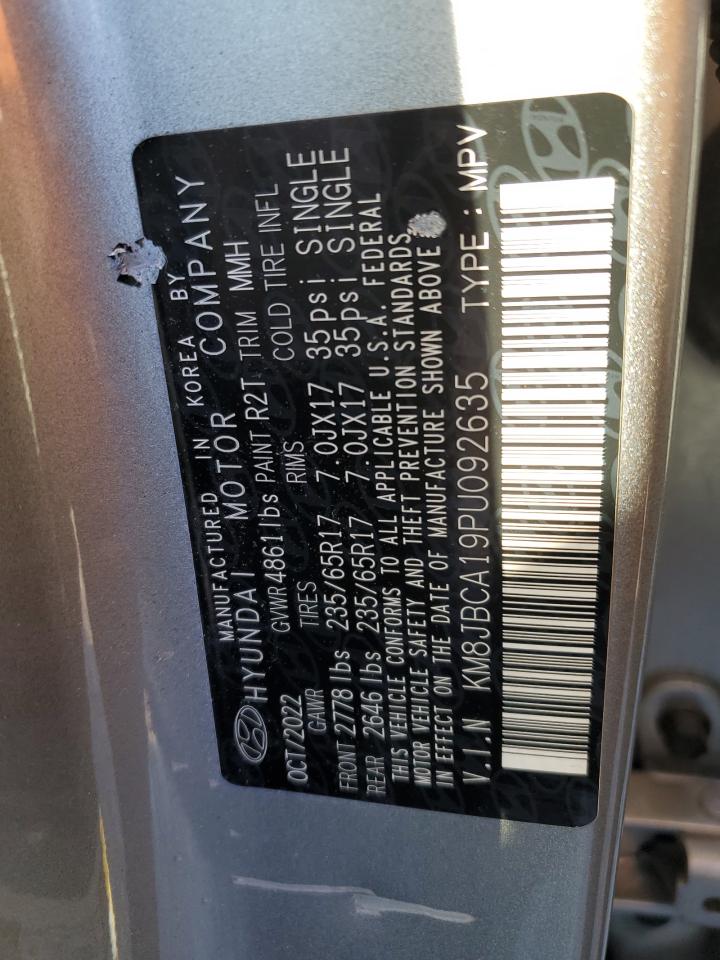 MANUFACTURED IN KOREA BY
HYUNDAI MOTOR COMPANY
OCT/2022 GVWR 4861 lbs PAINT R2T TRIM MMH
GAWR TIRES RIMS COLD TIRE INFL
FRONT 2778 lbs 235/65R17 7.0JX17 35psi SINGLE
REAR 2646 lbs 235/65R17 7.0JX17 35psi SINGLE
THIS VEHICLE CONFORMS TO ALL APPLICABLE U.S.A. FEDERAL
MOTOR VEHICLE SAFETY AND THEFT PREVENTION STANDARDS
IN EFFECT ON THE DATE OF MANUFACTURE SHOWN ABOVE
V.I.N KM8JBCA19PU092635 TYPE : MPV